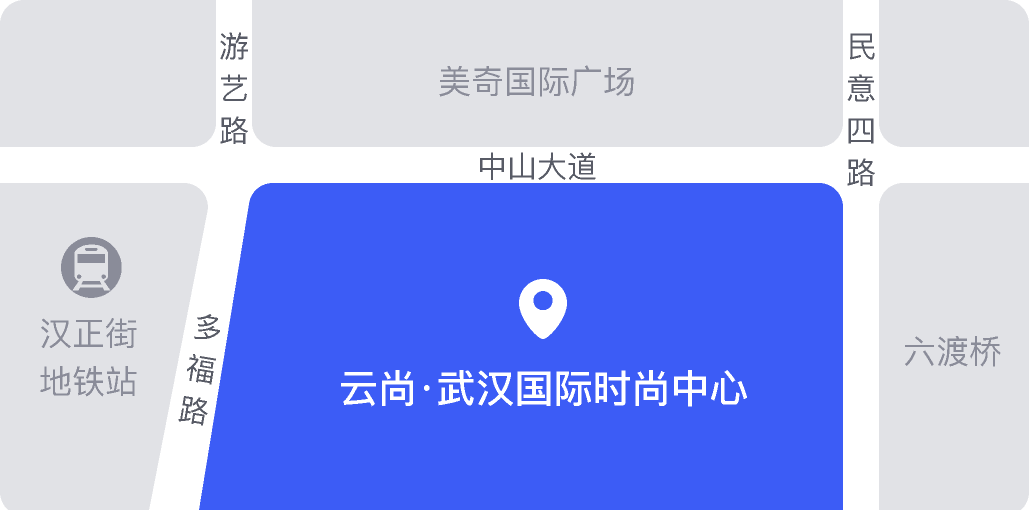 游艺路
美奇国际广场
民意四路
中山大道
汉正街
地铁站
多福路
云尚·武汉国际时尚中心
六渡桥